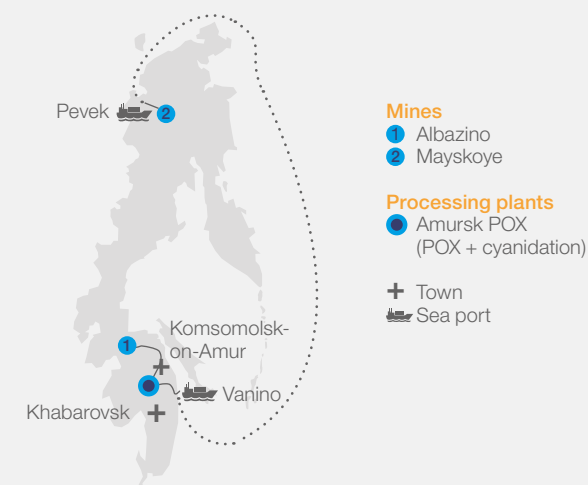 Pevek
2
Mines
1 Albazino
2 Mayskoye
Processing plants
Amursk POX
(POX + cyanidation)
Town
Sea port
Komsomolsk-
on-Amur
1
Vanino
Khabarovsk